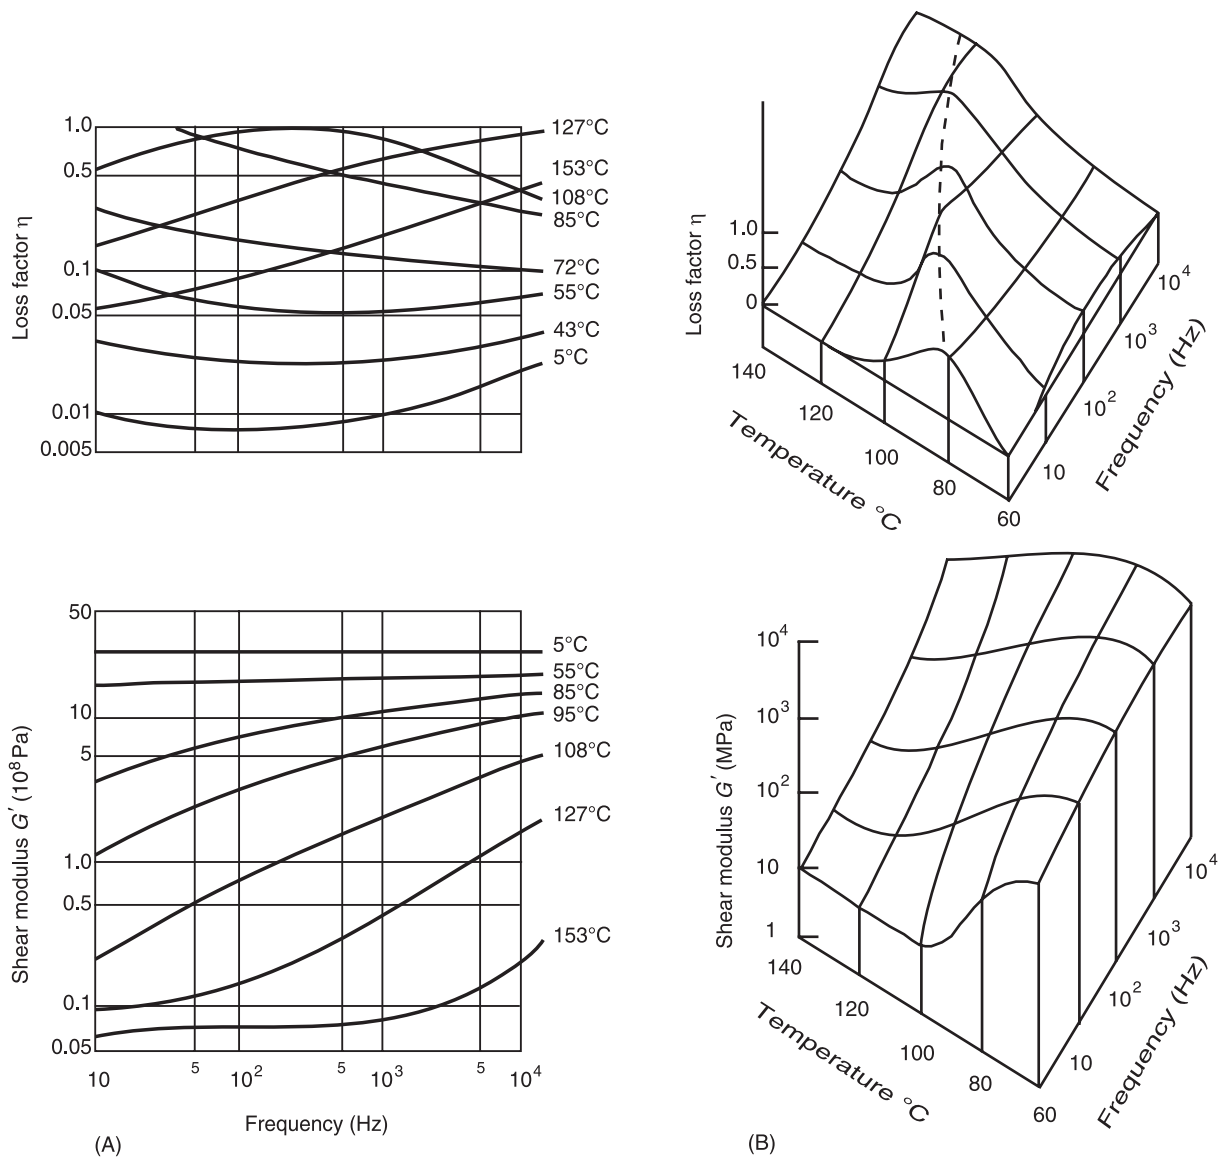 Loss factor η
1.0
0.5
0.1
0.05
0.01
0.005
127°C
153°C
108°C
85°C
72°C
55°C
43°C
5°C
Loss factor η
1.0
0.5
0
140
120
100
80
60
Temperature °C
10
10²
10³
10⁴
Frequency (Hz)
Shear modulus G′ (10⁸Pa)
50
10
5
1.0
0.5
0.1
0.05
5°C
55°C
85°C
95°C
108°C
127°C
153°C
10 5 10² 5 10³ 5 10⁴
Frequency (Hz)
(A)
Shear modulus G′ (MPa)
10⁴
10³
10²
10
1
140
120
100
80
60
Temperature °C
10
10²
10³
10⁴
Frequency (Hz)
(B)